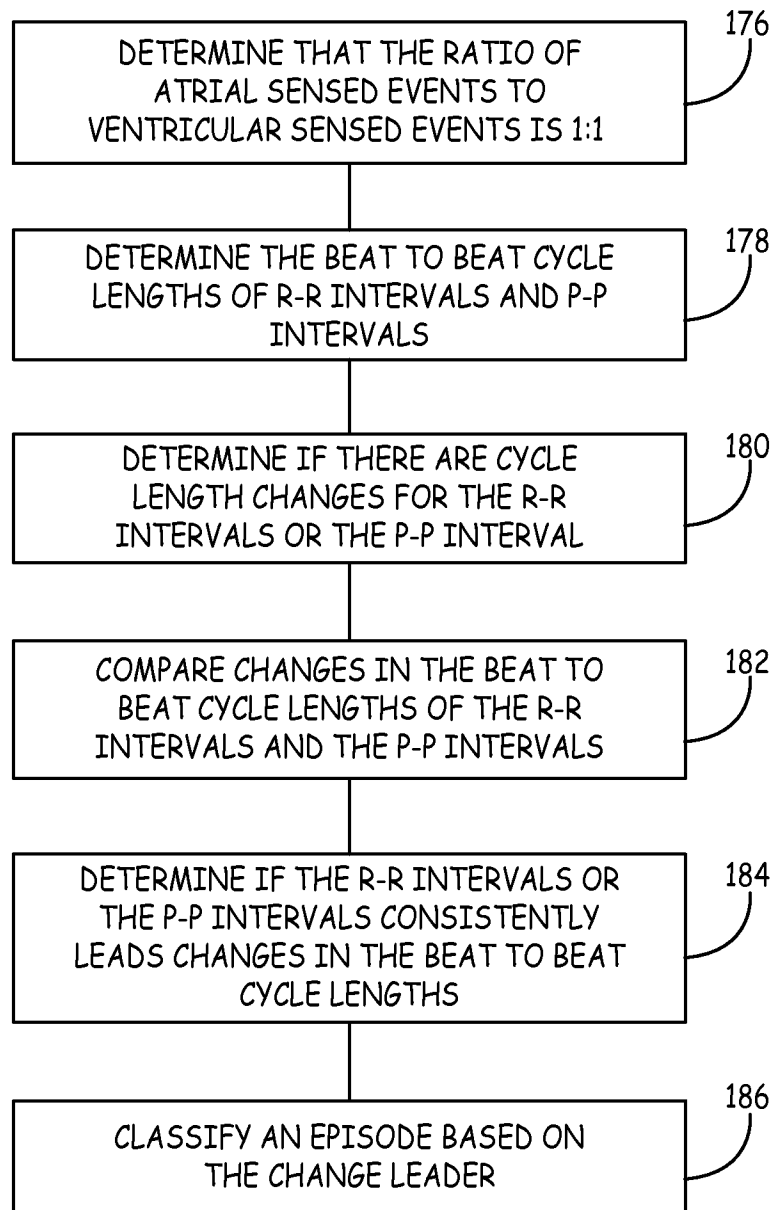 176
DETERMINE THAT THE RATIO OF
ATRIAL SENSED EVENTS TO
VENTRICULAR SENSED EVENTS IS 1:1
178
DETERMINE THE BEAT TO BEAT CYCLE
LENGTHS OF R-R INTERVALS AND P-P
INTERVALS
180
DETERMINE IF THERE ARE CYCLE
LENGTH CHANGES FOR THE R-R
INTERVALS OR THE P-P INTERVAL
182
COMPARE CHANGES IN THE BEAT TO
BEAT CYCLE LENGTHS OF THE R-R
INTERVALS AND THE P-P INTERVALS
184
DETERMINE IF THE R-R INTERVALS OR
THE P-P INTERVALS CONSISTENTLY
LEADS CHANGES IN THE BEAT TO BEAT
CYCLE LENGTHS
186
CLASSIFY AN EPISODE BASED ON
THE CHANGE LEADER